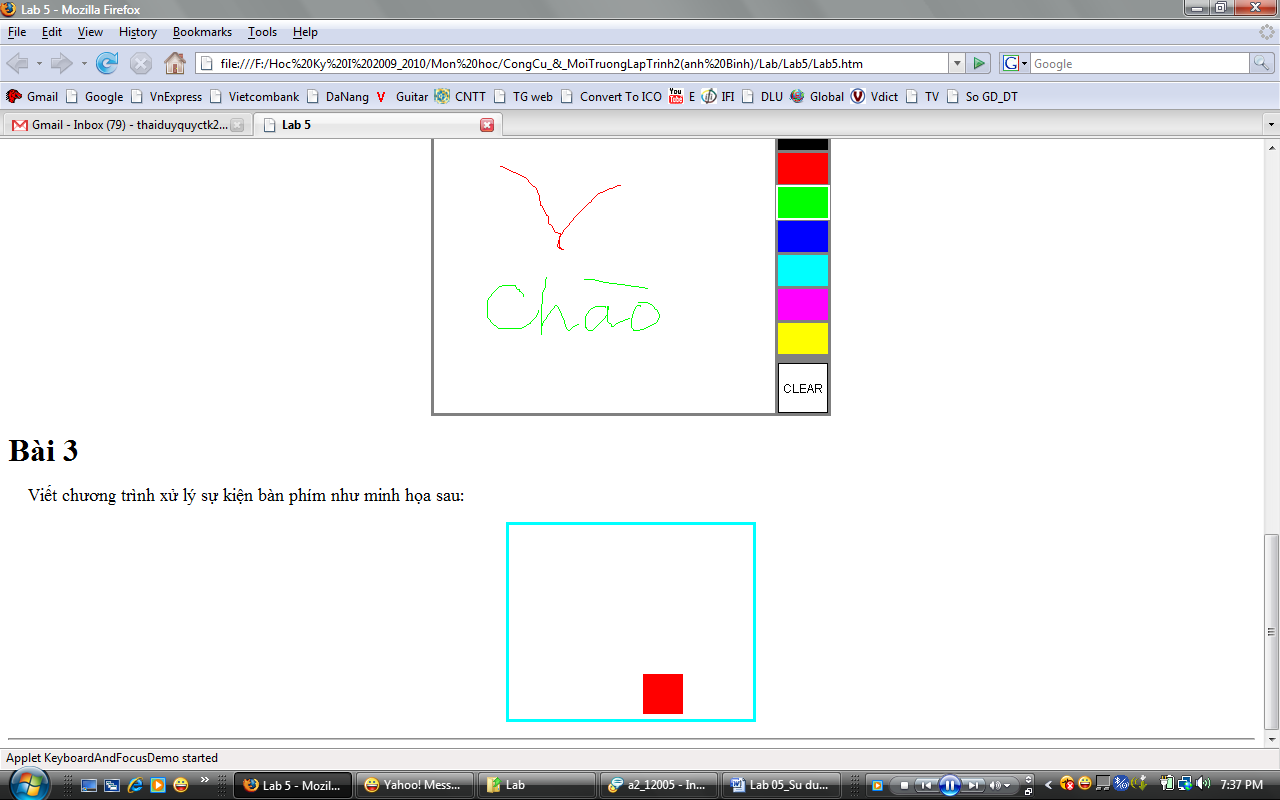 Lab 5 - Mozilla Firefox
File Edit View History Bookmarks Tools Help
file:///F:/Hoc%20Ky%20I%202009_2010/Mon%20hoc/CongCu_&_MoiTruongLapTrinh2(anh%20Binh)/Lab/Lab5/Lab5.htm
G Google
Gmail Google VnExpress Vietcombank DaNang Guitar CNTT TG web Convert To ICO You Tube E IFI DLU Global Vdict TV So GD_DT
Gmail - Inbox (79) - thaiduyquyctk2... Lab 5
Chào
CLEAR
Bài 3
Viết chương trình xử lý sự kiện bàn phím như minh họa sau:
Applet KeyboardAndFocusDemo started
Lab 5 - Mozil... Yahoo! Mess... Lab a2_12005 - In... Lab 05_Su du... 7:37 PM